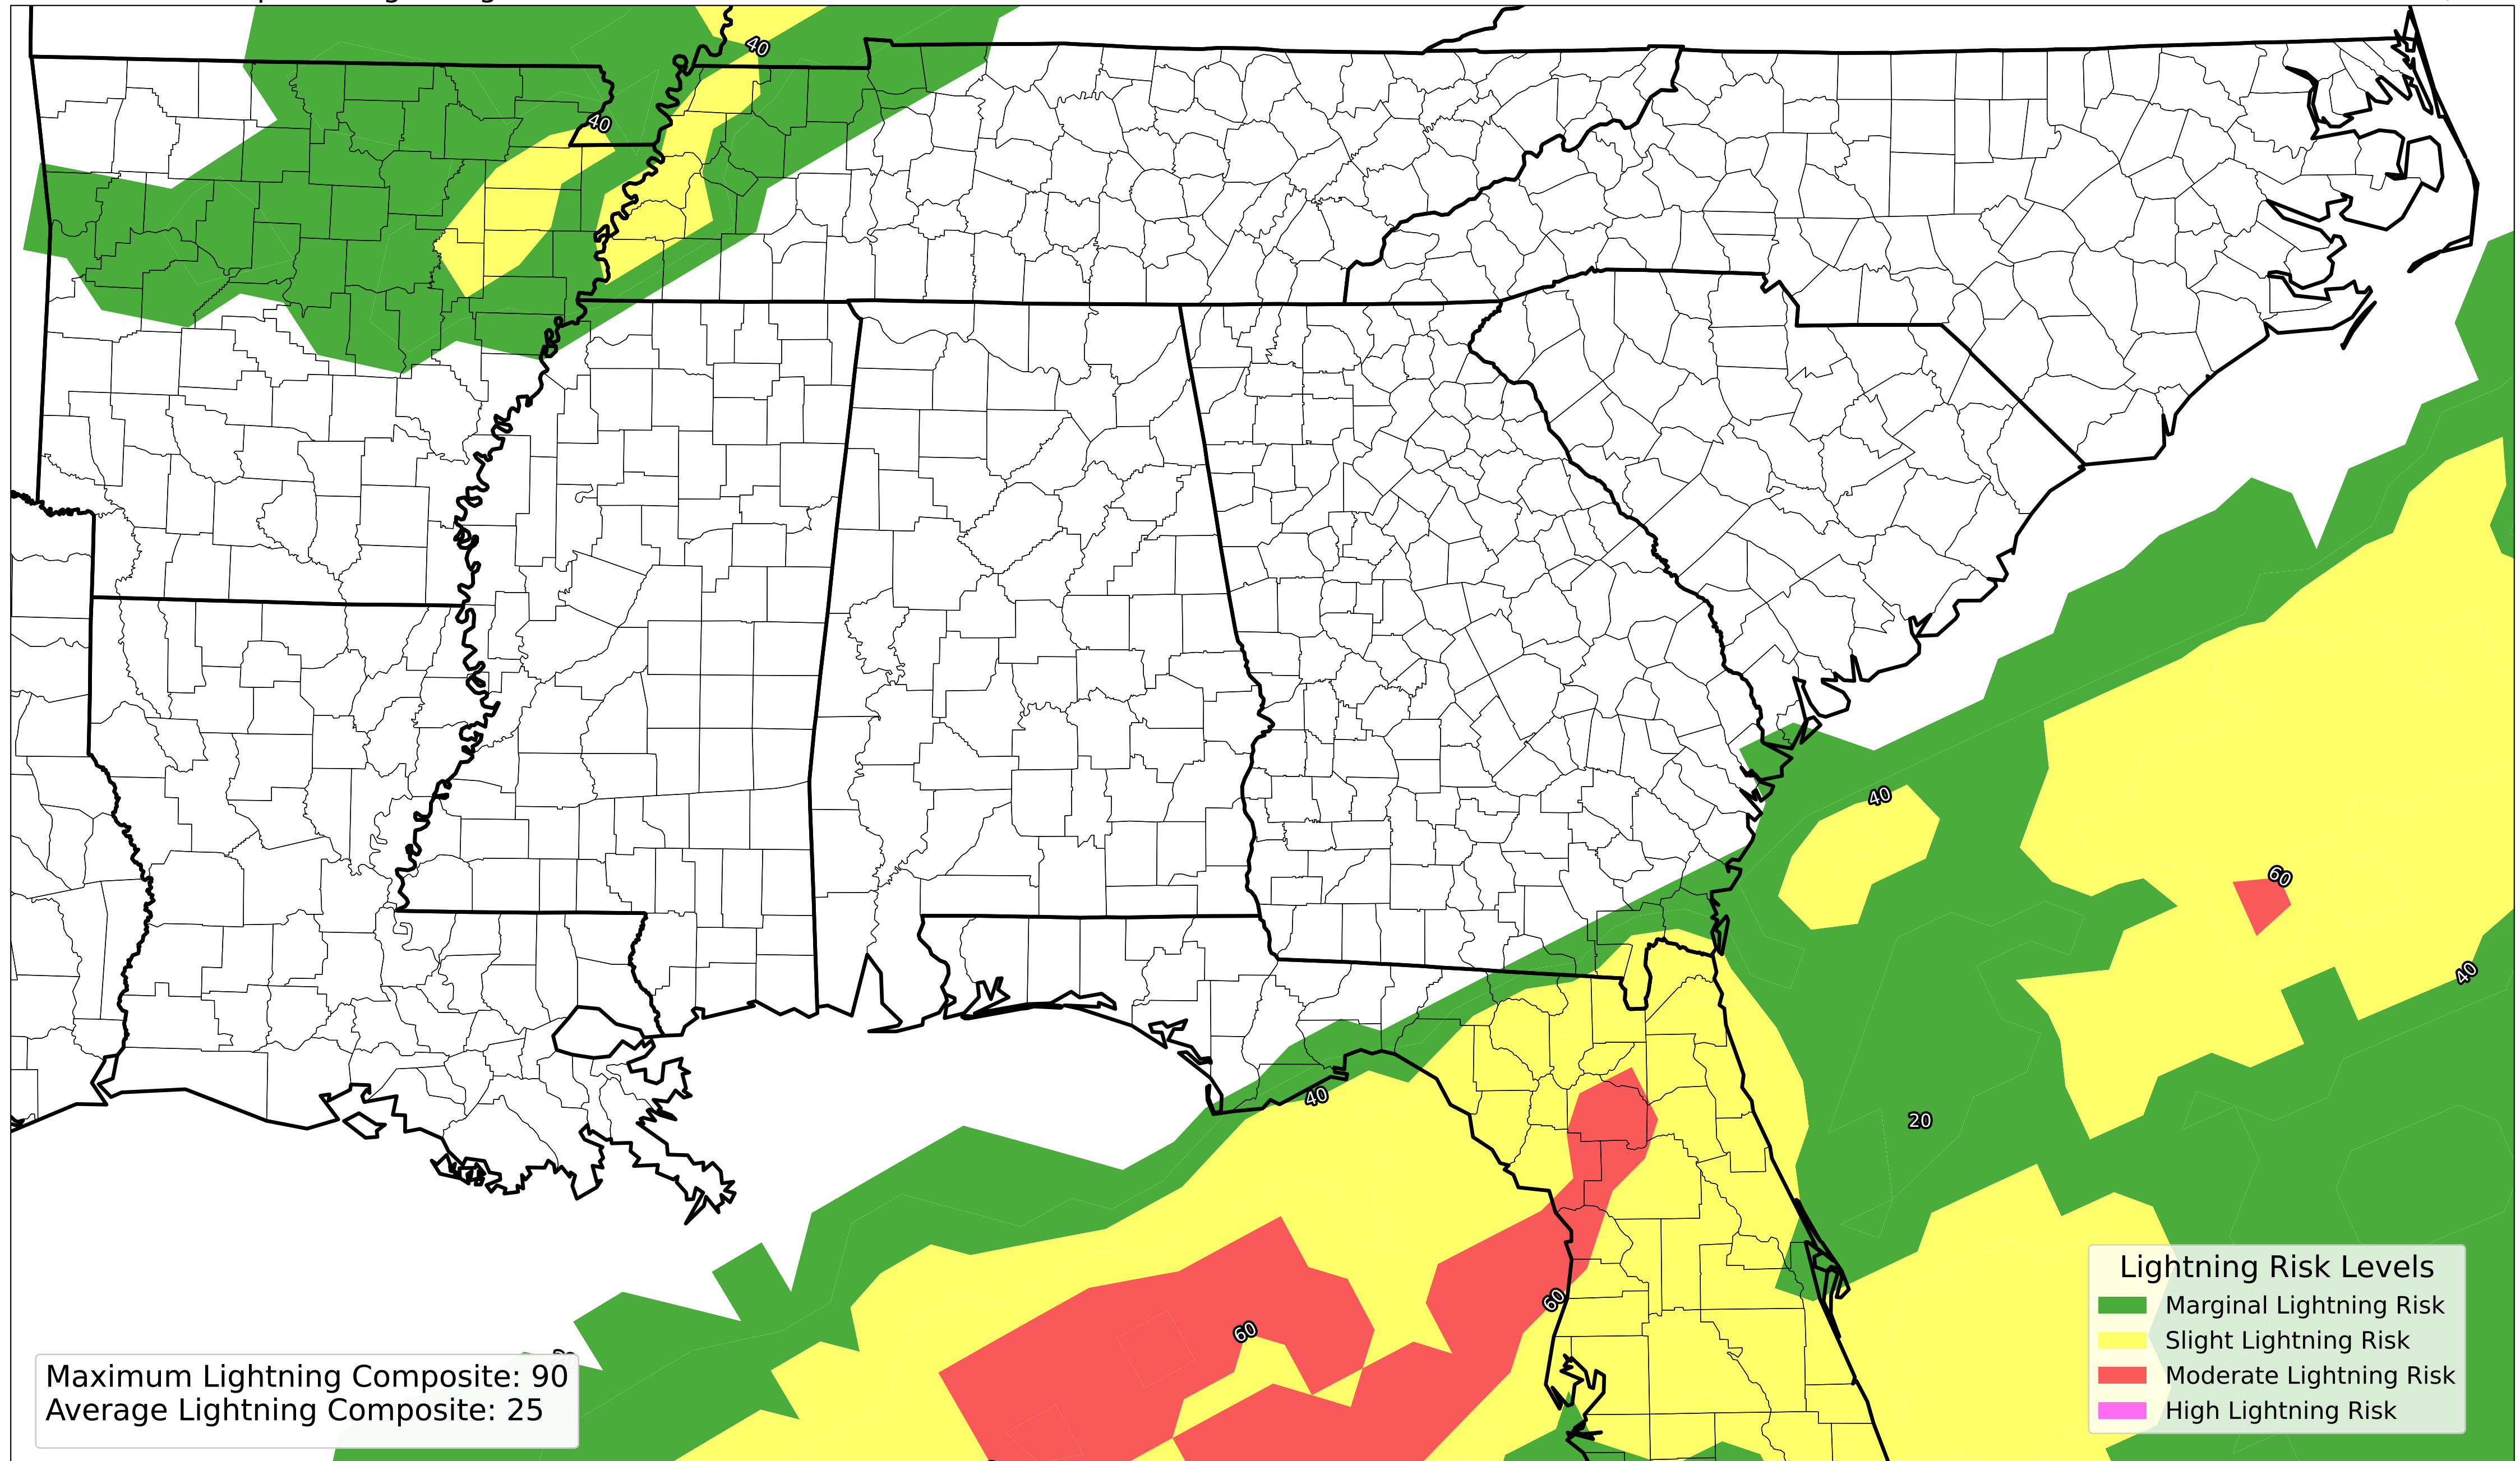 40
40
40
60
40
40
20
60
60
Lightning Risk Levels
Marginal Lightning Risk
Slight Lightning Risk
Moderate Lightning Risk
High Lightning Risk
Maximum Lightning Composite: 90
Average Lightning Composite: 25